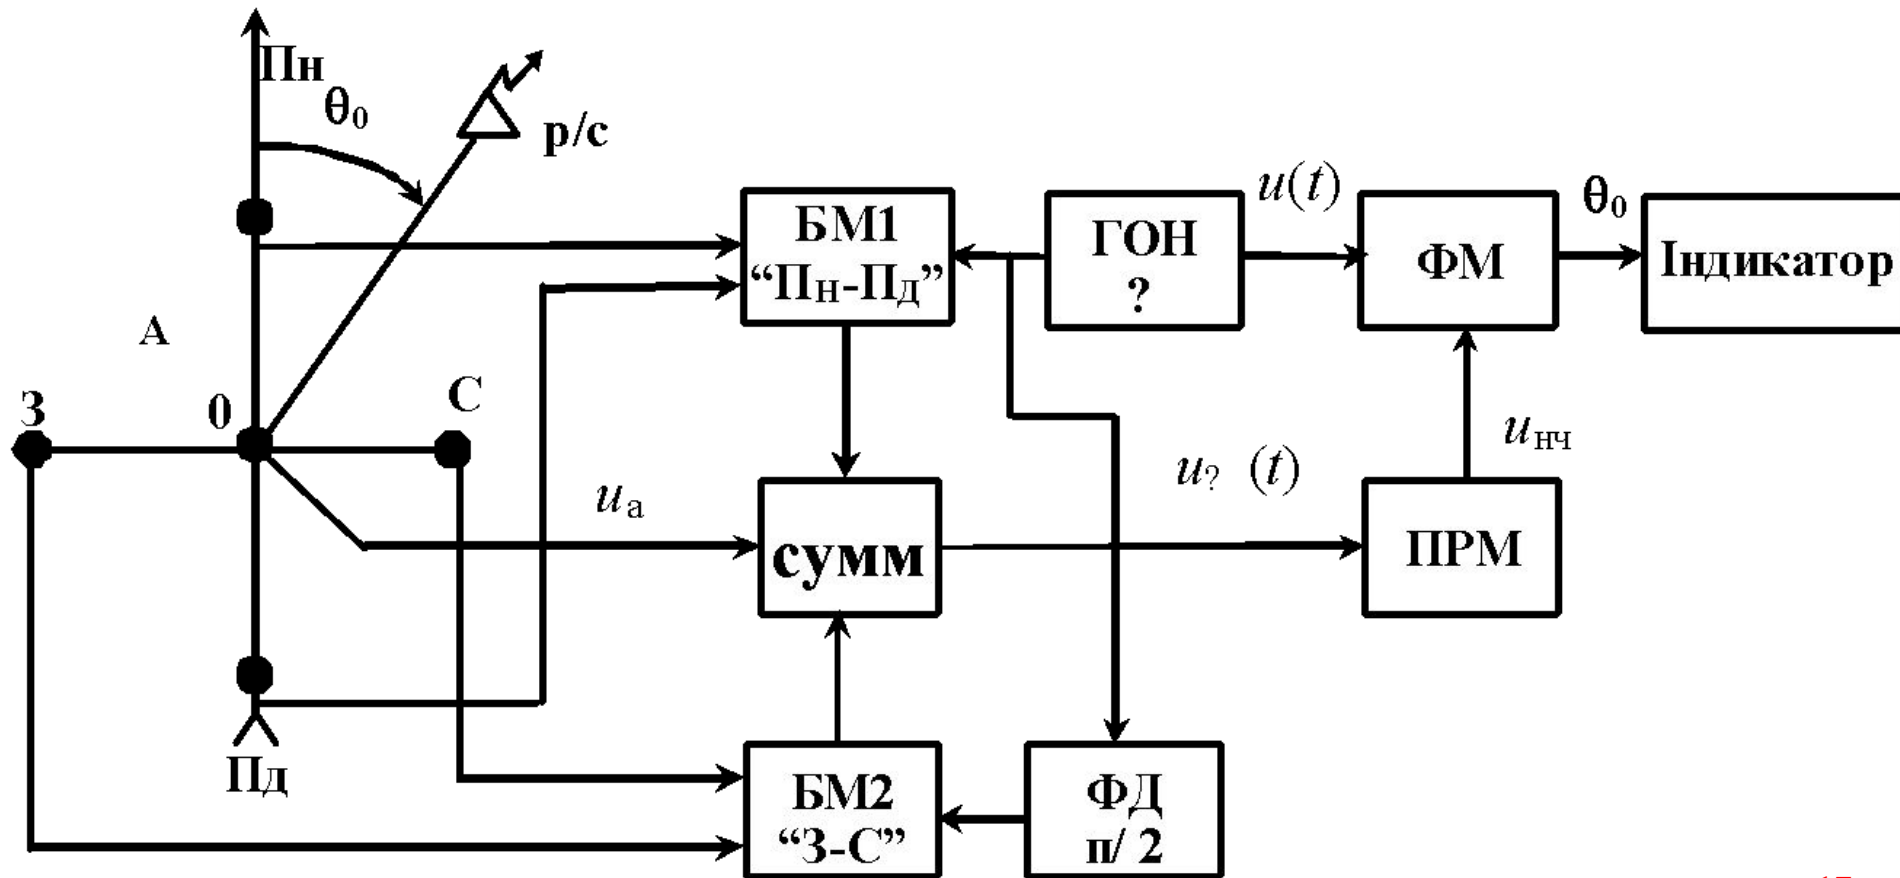 Пн
θ₀
р/с
А
З
0
С
Пд
uа
БМ1
“Пн-Пд”
ГОН
?
u(t)
ФМ
θ₀
Індикатор
сумм
u? (t)
uнч
ПРМ
БМ2
“З-С”
ФД
π/ 2